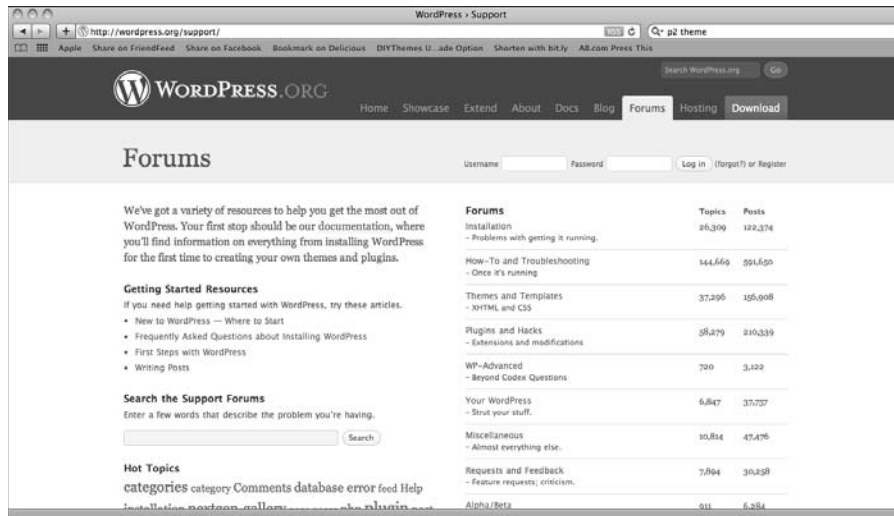 WordPress › Support
http://wordpress.org/support/
RSS
p2 theme
Apple Share on FriendFeed Share on Facebook Bookmark on Delicious DIYThemes U...ade Option Shorten with bit.ly All.com Press This
Search WordPress.org Go
WORDPRESS.ORG
Home Showcase Extend About Docs Blog Forums Hosting Download
Forums
Username Password Log in (forgot?) or Register
We've got a variety of resources to help you get the most out of
WordPress. Your first stop should be our documentation, where
you'll find information on everything from installing WordPress
for the first time to creating your own themes and plugins.
Getting Started Resources
If you need help getting started with WordPress, try these articles.
• New to WordPress — Where to Start
• Frequently Asked Questions about Installing WordPress
• First Steps with WordPress
• Writing Posts
Search the Support Forums
Enter a few words that describe the problem you're having.
Search
Hot Topics
categories category Comments database error feed Help
installation nextgen-gallery php plugin post
Forums Topics Posts
Installation 26,309 122,374
- Problems with getting it running.
How-To and Troubleshooting 144,669 591,650
- Once it's running
Themes and Templates 37,296 156,908
- XHTML and CSS
Plugins and Hacks 58,279 210,339
- Extensions and modifications
WP-Advanced 720 3,122
- Beyond Codex Questions
Your WordPress 6,847 37,737
- Strut your stuff.
Miscellaneous 10,814 47,476
- Almost everything else.
Requests and Feedback 7,894 30,258
- Feature requests; criticism.
Alpha/Beta 911 6,284